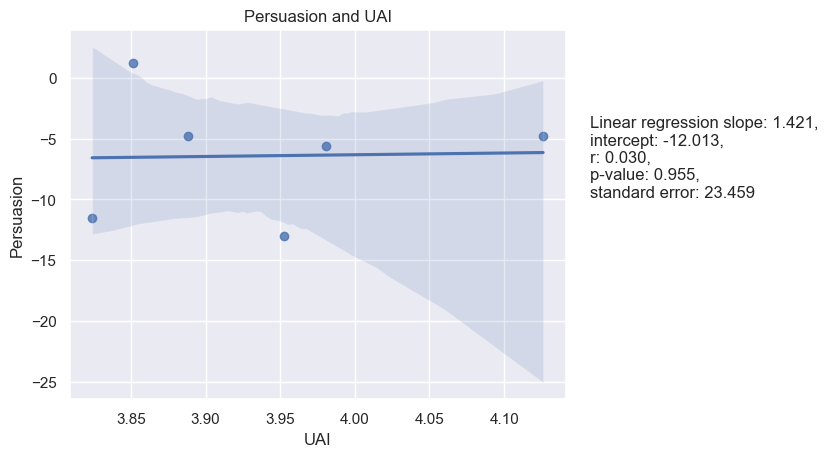 Persuasion and UAI
0
−5
−10
−15
−20
−25
Persuasion
3.85
3.90
3.95
4.00
4.05
4.10
UAI
Linear regression slope: 1.421,
intercept: -12.013,
r: 0.030,
p-value: 0.955,
standard error: 23.459